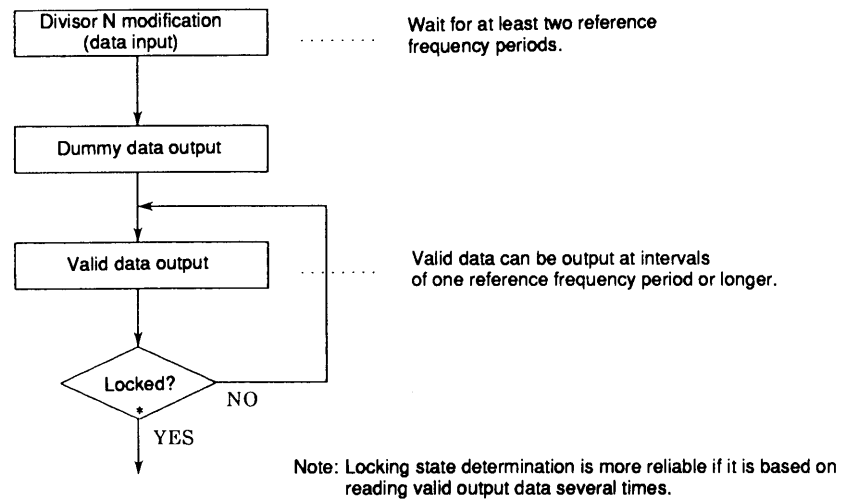 Divisor N modification
(data input)
Wait for at least two reference
frequency periods.
Dummy data output
Valid data output
Valid data can be output at intervals
of one reference frequency period or longer.
Locked?
*
NO
YES
Note: Locking state determination is more reliable if it is based on
reading valid output data several times.